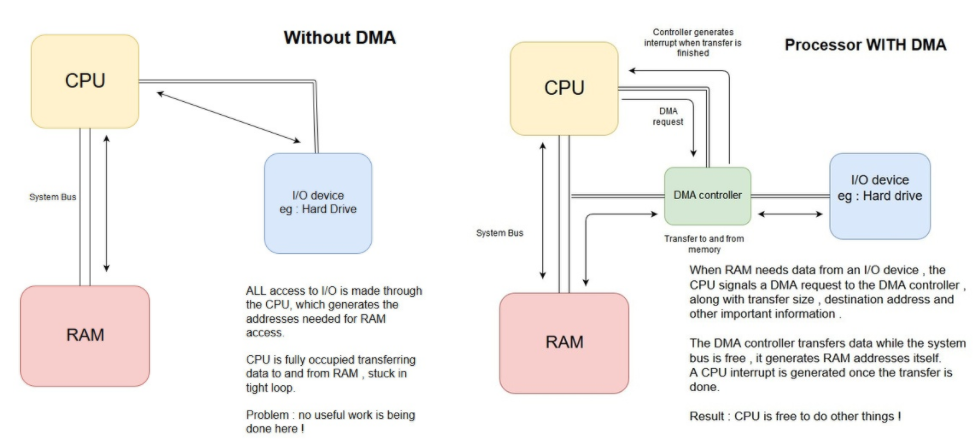 Without DMA
CPU
System Bus
I/O device
eg : Hard Drive
RAM
ALL access to I/O is made through
the CPU, which generates the
addresses needed for RAM
access.
CPU is fully occupied transferring
data to and from RAM , stuck in
tight loop.
Problem : no useful work is being
done here !
Processor WITH DMA
Controller generates
interrupt when transfer is
finished
CPU
DMA
request
DMA controller
I/O device
eg : Hard drive
System Bus
Transfer to and from
memory
RAM
When RAM needs data from an I/O device , the
CPU signals a DMA request to the DMA controller ,
along with transfer size , destination address and
other important information .
The DMA controller transfers data while the system
bus is free , it generates RAM addresses itself.
A CPU interrupt is generated once the transfer is
done.
Result : CPU is free to do other things !